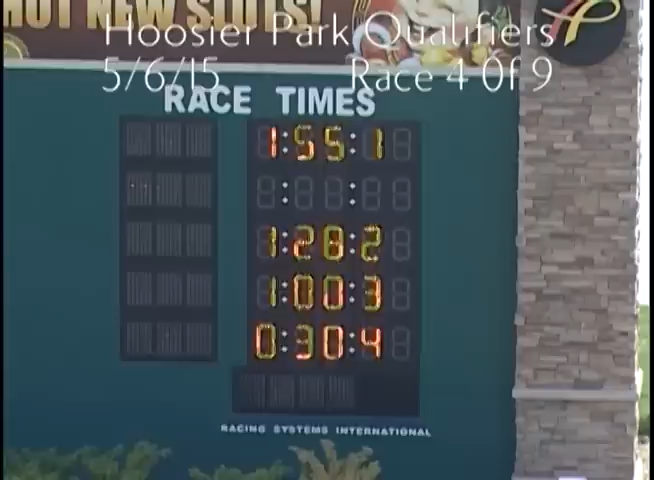 HOT NEW SLOTS!
Hoosier Park Qualifiers
5/6/15 Race 4 Of 9
RACE TIMES
1:55:1
1:28:2
1:00:3
0:30:4
RACING SYSTEMS INTERNATIONAL